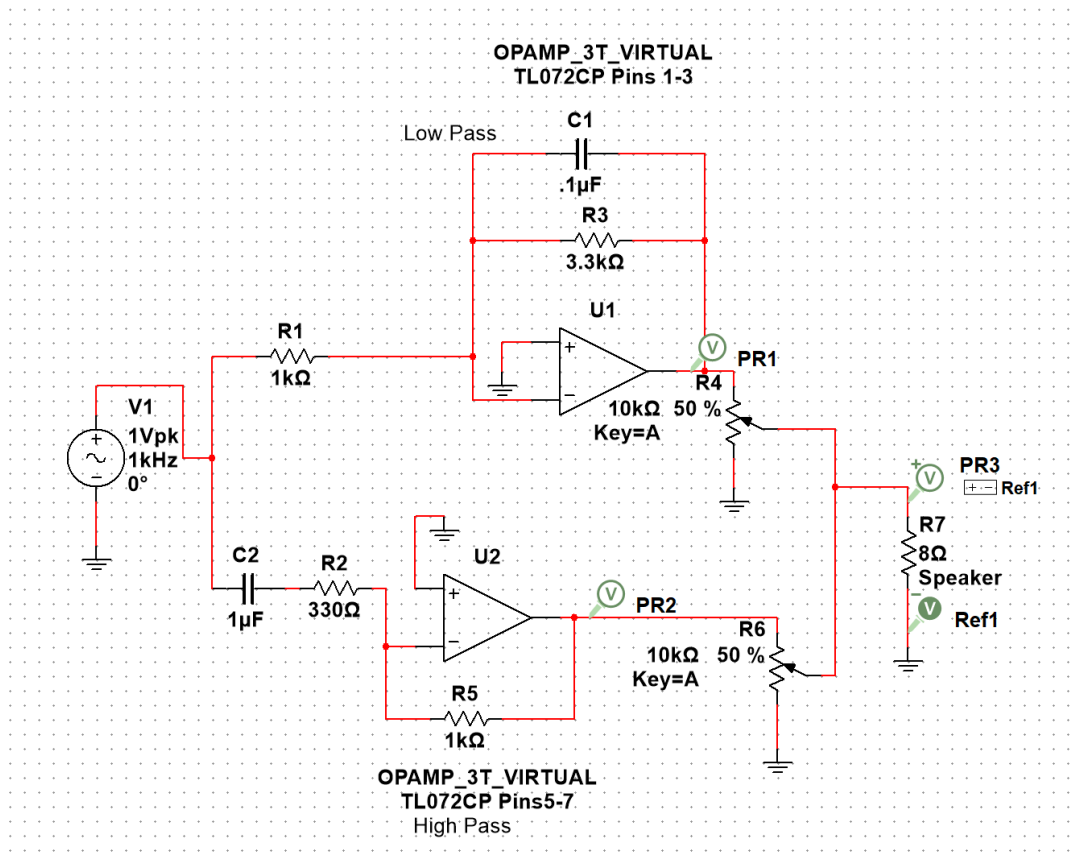 OPAMP_3T_VIRTUAL
TL072CP Pins 1-3
Low Pass
C1
.1µF
R3
3.3kΩ
U1
+
−
R1
1kΩ
V
PR1
R4
10kΩ 50 %
Key=A
V1
+
−
1Vpk
1kHz
0°
+
V
PR3
+ - Ref1
R7
8Ω
Speaker
−
V
Ref1
C2
1µF
R2
330Ω
U2
+
−
V
PR2
R6
10kΩ 50 %
Key=A
R5
1kΩ
OPAMP_3T_VIRTUAL
TL072CP Pins5-7
High Pass